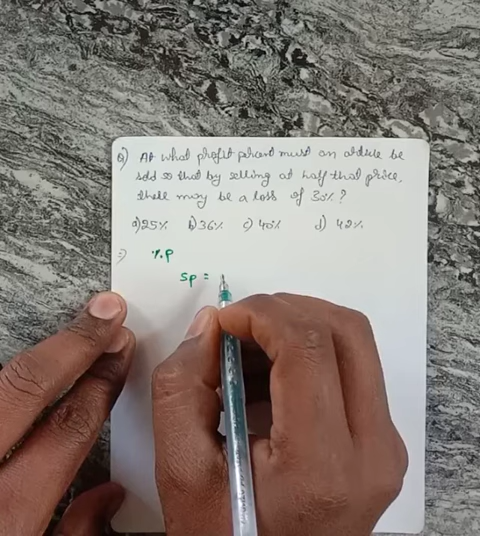 Q) At what profit percent must an article be
sold so that by selling at half that price,
there may be a loss of 30%?
a) 25% b) 36% c) 40% d) 42%
:) %.P
SP =